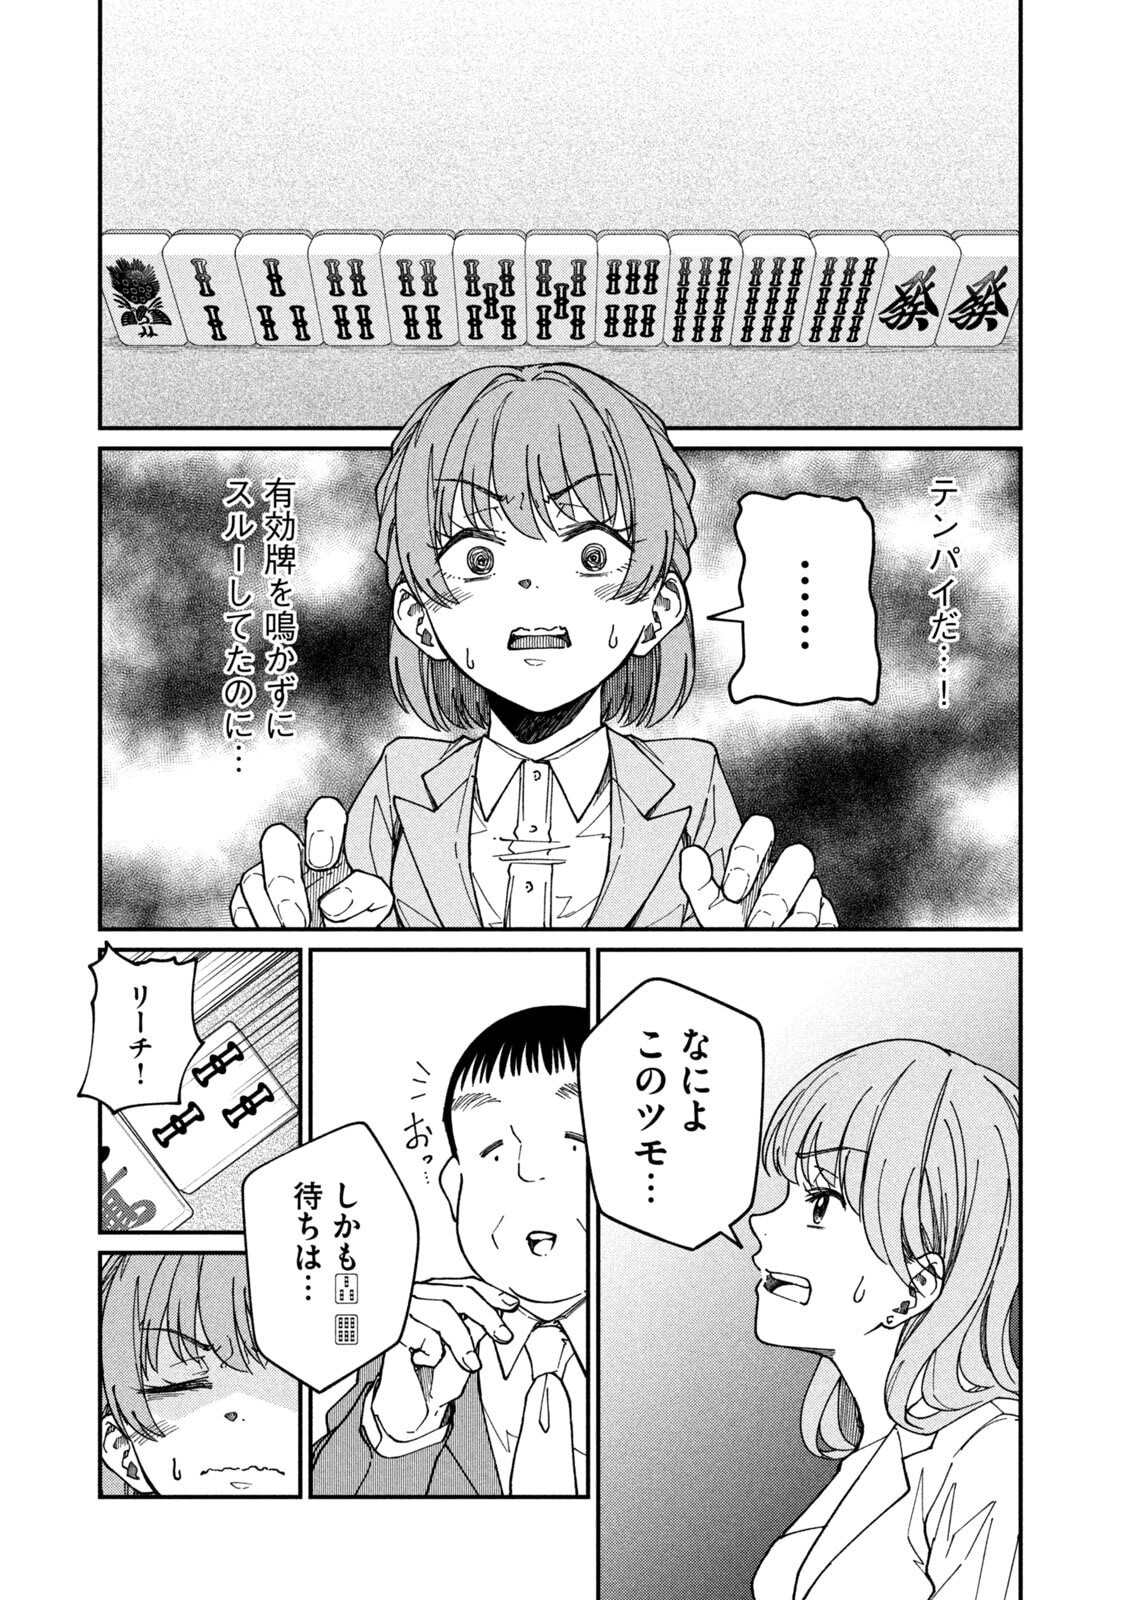 發
發
テンパイだ…!
………
有効牌を鳴かずに
スルーしてたのに…
なによ
このツモ…
おっ…
しかも
待ちは…
リーチ!